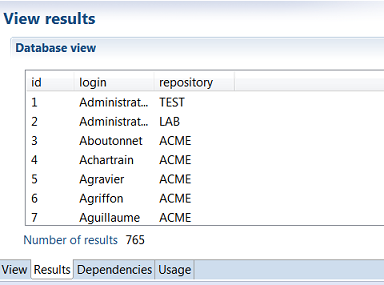 View results
Database view
id login repository
1 Administrat... TEST
2 Administrat... LAB
3 Aboutonnet ACME
4 Achartrain ACME
5 Agravier ACME
6 Agriffon ACME
7 Aguillaume ACME
Number of results 765
View Results Dependencies Usage